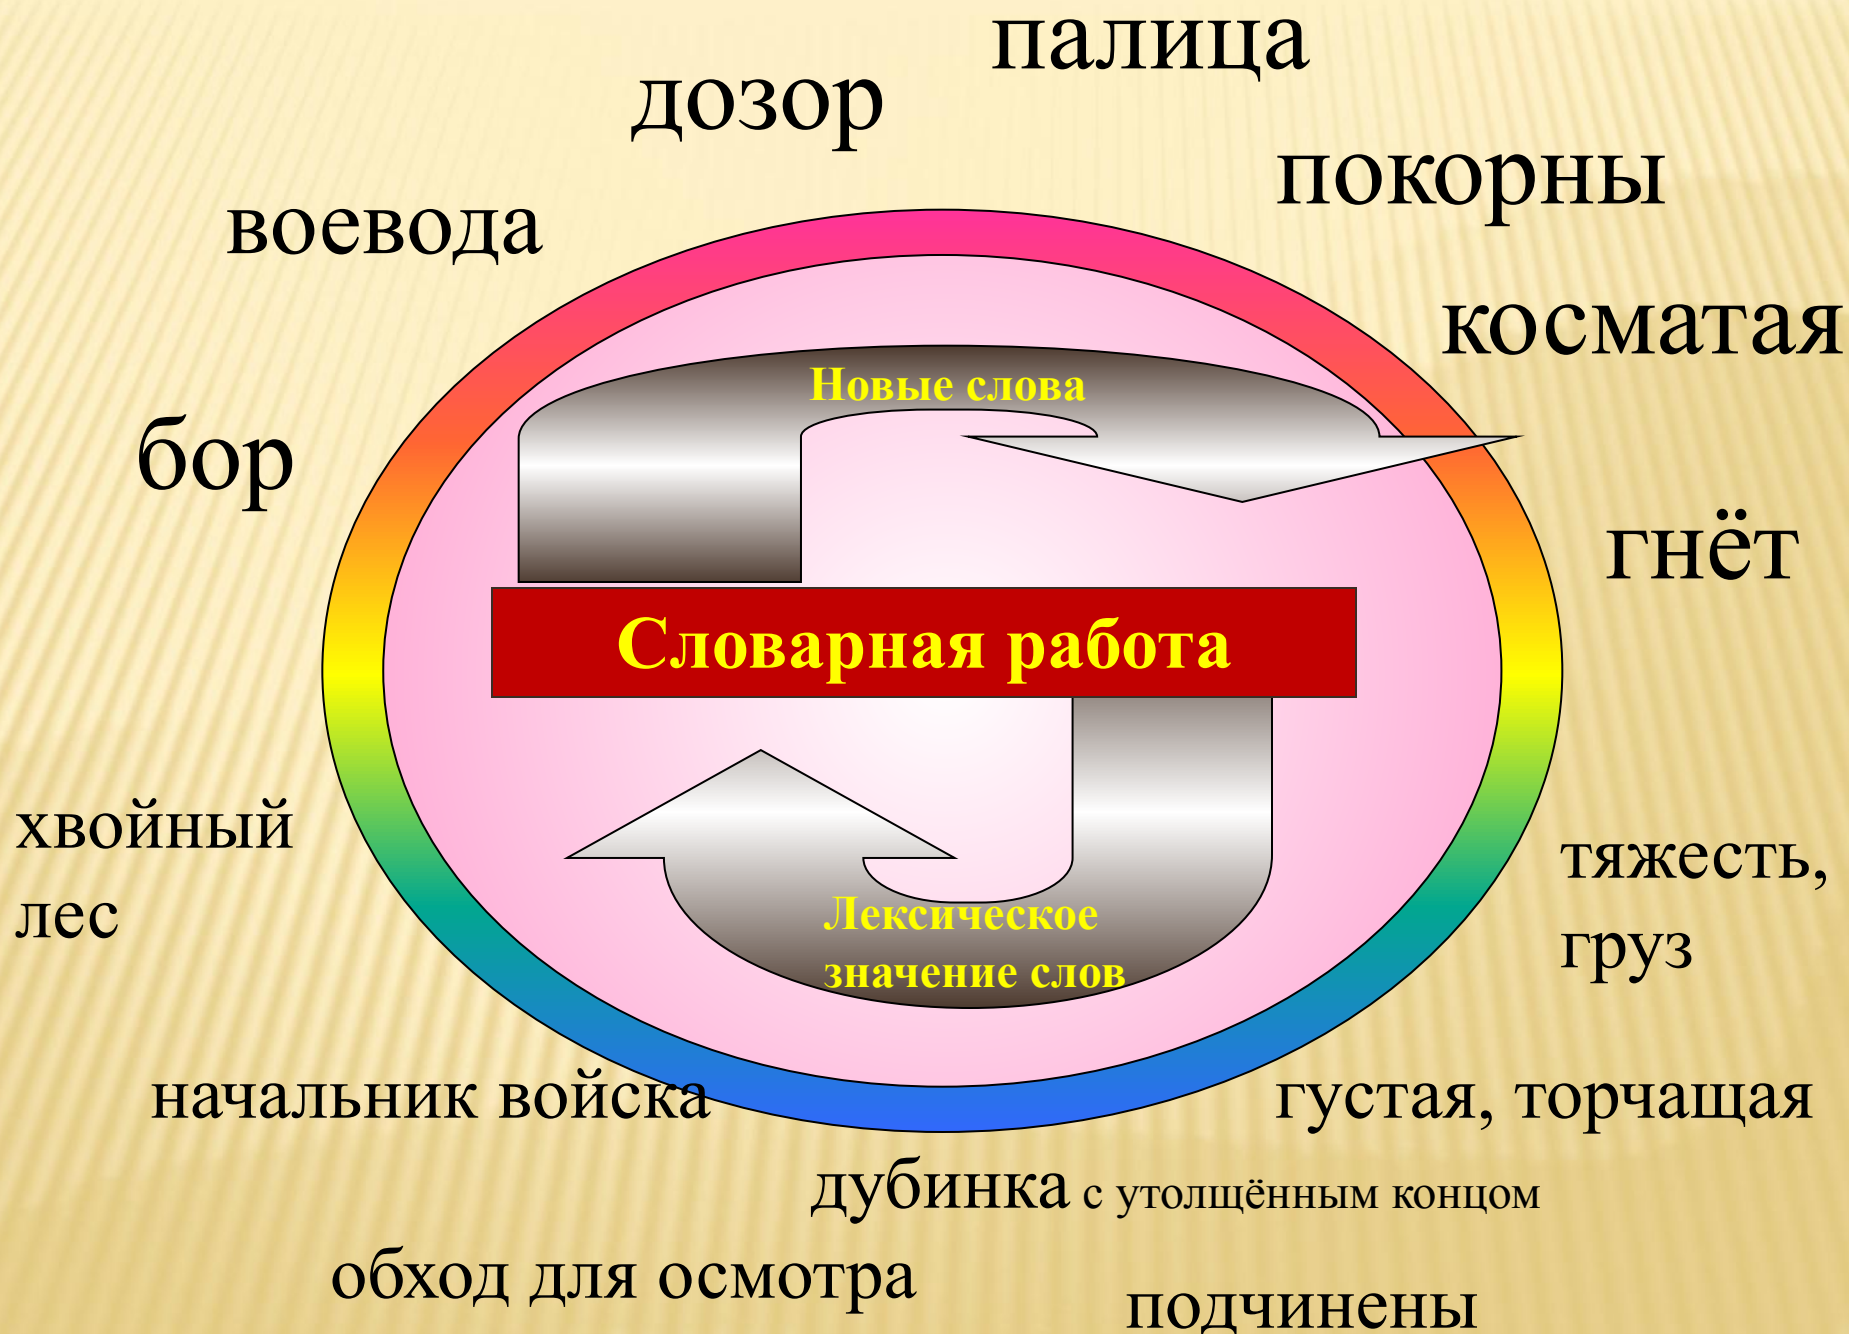 палица
дозор
покорны
воевода
косматая
Новые слова
бор
гнёт
Словарная работа
хвойный
лес
тяжесть,
груз
Лексическое
значение слов
начальник войска
густая, торчащая
дубинка с утолщённым концом
обход для осмотра
подчинены